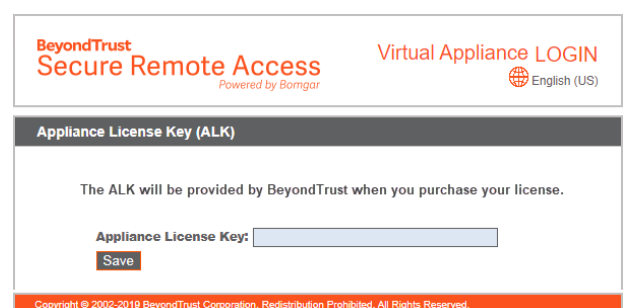 BeyondTrust
Secure Remote Access
Powered by Bomgar
Virtual Appliance LOGIN
English (US)
Appliance License Key (ALK)
The ALK will be provided by BeyondTrust when you purchase your license.
Appliance License Key:
Save
Copyright © 2002-2019 BeyondTrust Corporation. Redistribution Prohibited. All Rights Reserved.